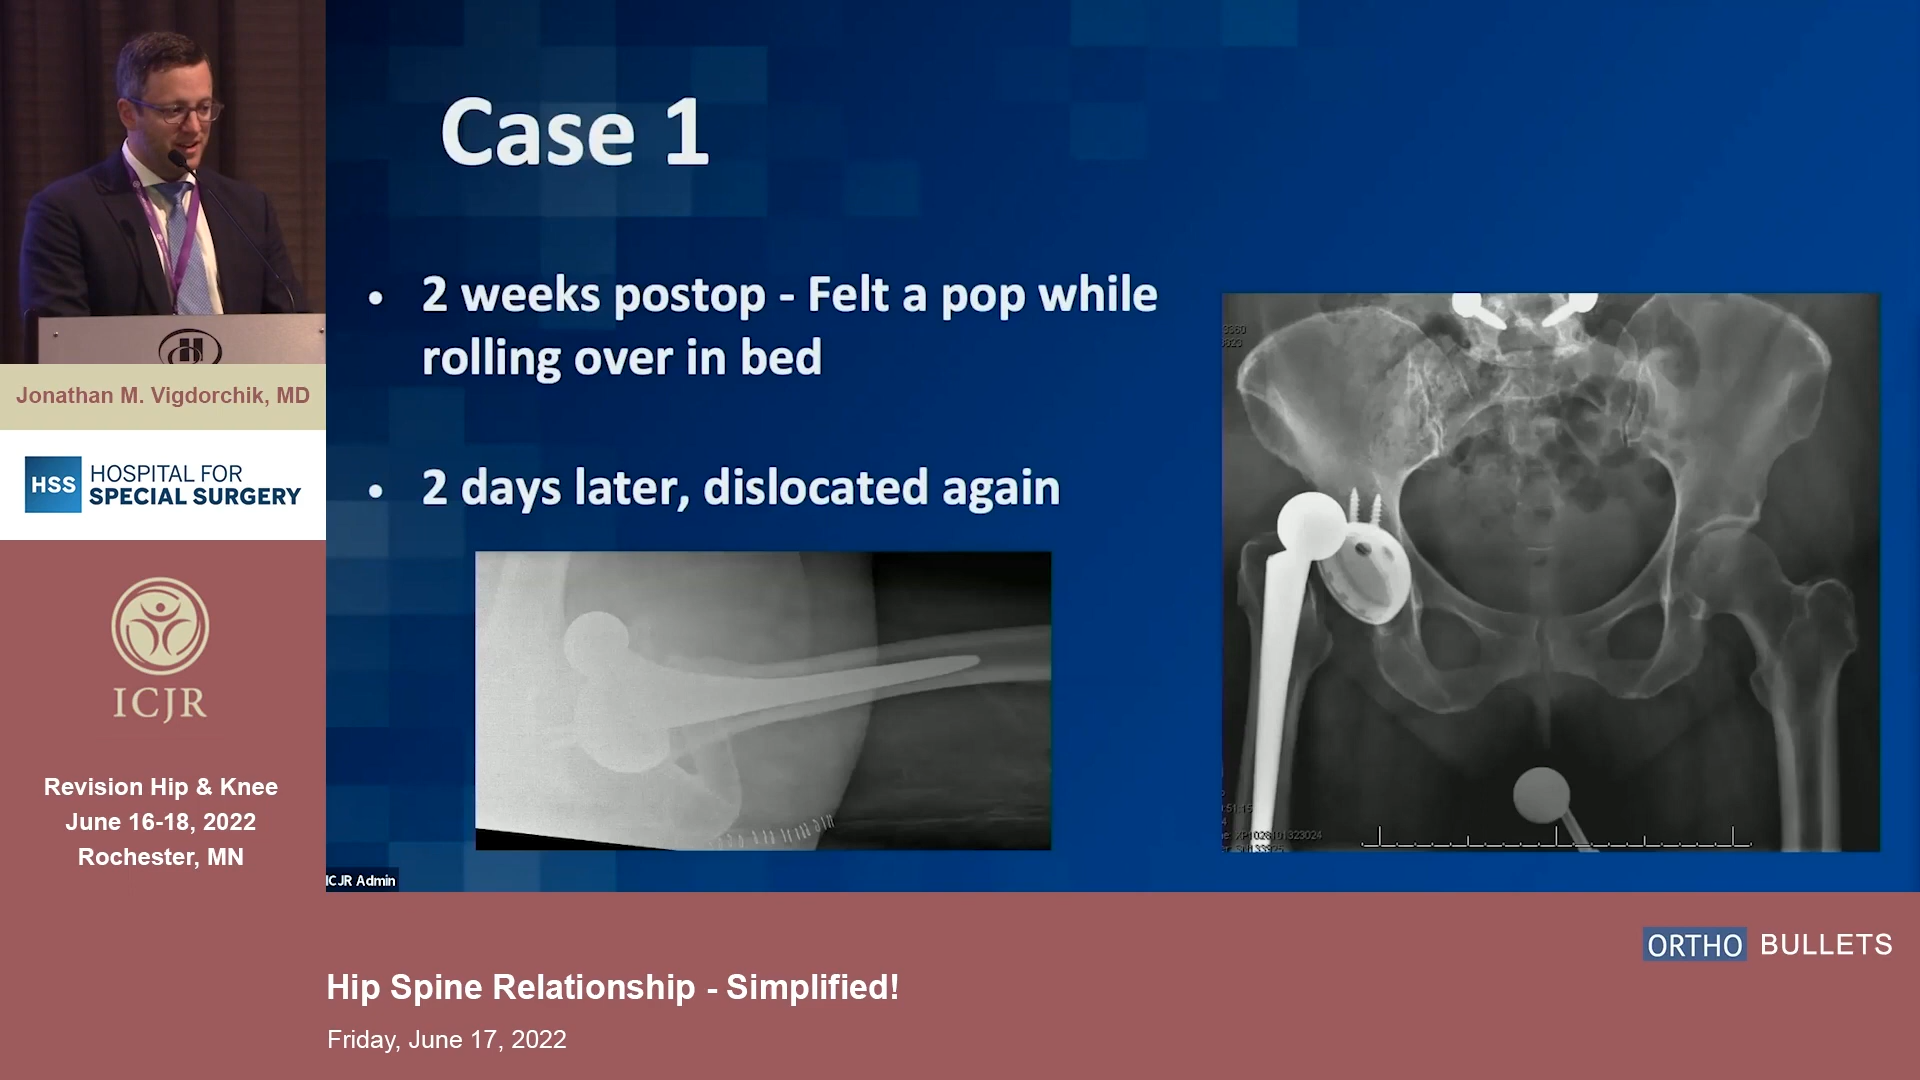 Case 1
• 2 weeks postop - Felt a pop while
rolling over in bed
• 2 days later, dislocated again
ICJR Admin
Jonathan M. Vigdorchik, MD
HSS
HOSPITAL FOR
SPECIAL SURGERY
ICJR
Revision Hip & Knee
June 16-18, 2022
Rochester, MN
ORTHO BULLETS
Hip Spine Relationship - Simplified!
Friday, June 17, 2022